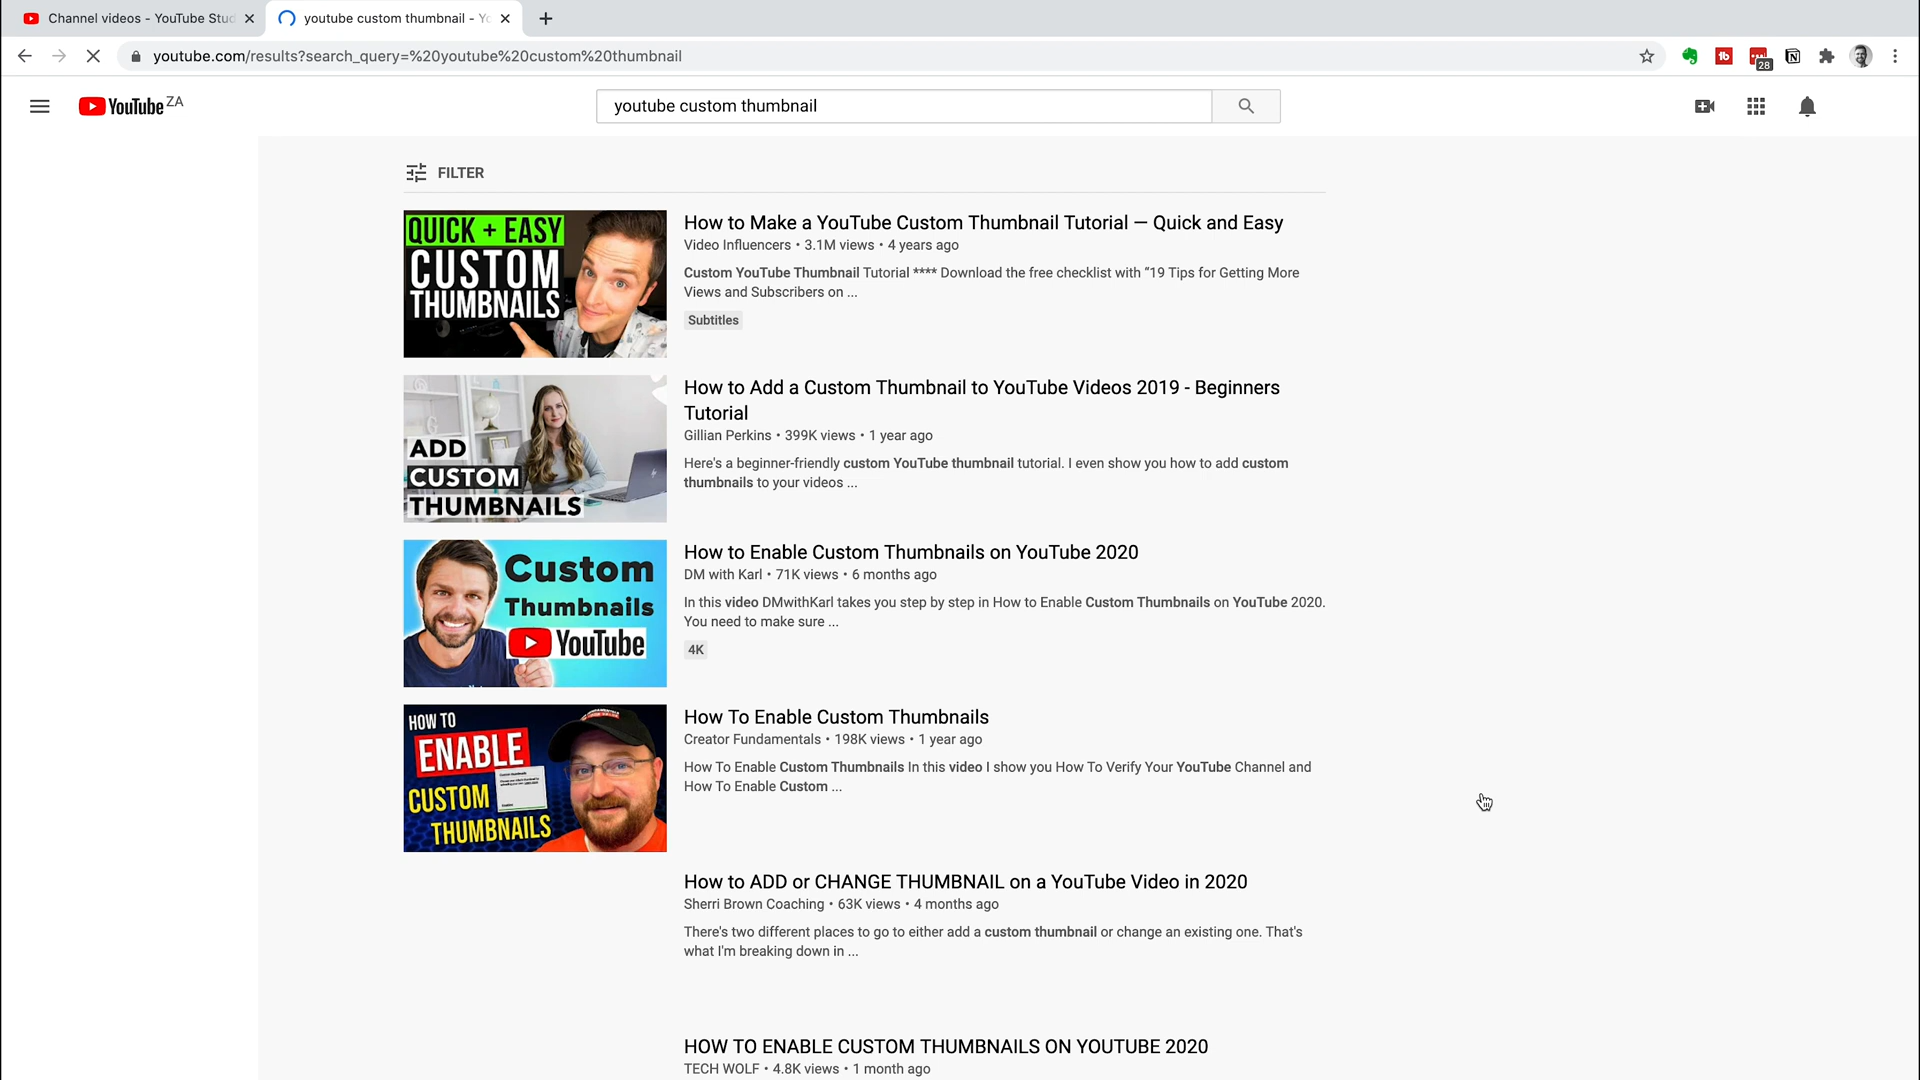 Channel videos - YouTube Stud
youtube custom thumbnail - Yo
youtube.com/results?search_query=%20youtube%20custom%20thumbnail
28
YouTube ZA
youtube custom thumbnail
FILTER
QUICK + EASY
CUSTOM
THUMBNAILS
How to Make a YouTube Custom Thumbnail Tutorial — Quick and Easy
Video Influencers • 3.1M views • 4 years ago
Custom YouTube Thumbnail Tutorial **** Download the free checklist with “19 Tips for Getting More
Views and Subscribers on ...
Subtitles
ADD
CUSTOM
THUMBNAILS
How to Add a Custom Thumbnail to YouTube Videos 2019 - Beginners
Tutorial
Gillian Perkins • 399K views • 1 year ago
Here's a beginner-friendly custom YouTube thumbnail tutorial. I even show you how to add custom
thumbnails to your videos ...
Custom
Thumbnails
YouTube
How to Enable Custom Thumbnails on YouTube 2020
DM with Karl • 71K views • 6 months ago
In this video DMwithKarl takes you step by step in How to Enable Custom Thumbnails on YouTube 2020.
You need to make sure ...
4K
HOW TO
ENABLE
CUSTOM
THUMBNAILS
How To Enable Custom Thumbnails
Creator Fundamentals • 198K views • 1 year ago
How To Enable Custom Thumbnails In this video I show you How To Verify Your YouTube Channel and
How To Enable Custom ...
How to ADD or CHANGE THUMBNAIL on a YouTube Video in 2020
Sherri Brown Coaching • 63K views • 4 months ago
There's two different places to go to either add a custom thumbnail or change an existing one. That's
what I'm breaking down in ...
HOW TO ENABLE CUSTOM THUMBNAILS ON YOUTUBE 2020
TECH WOLF • 4.8K views • 1 month ago